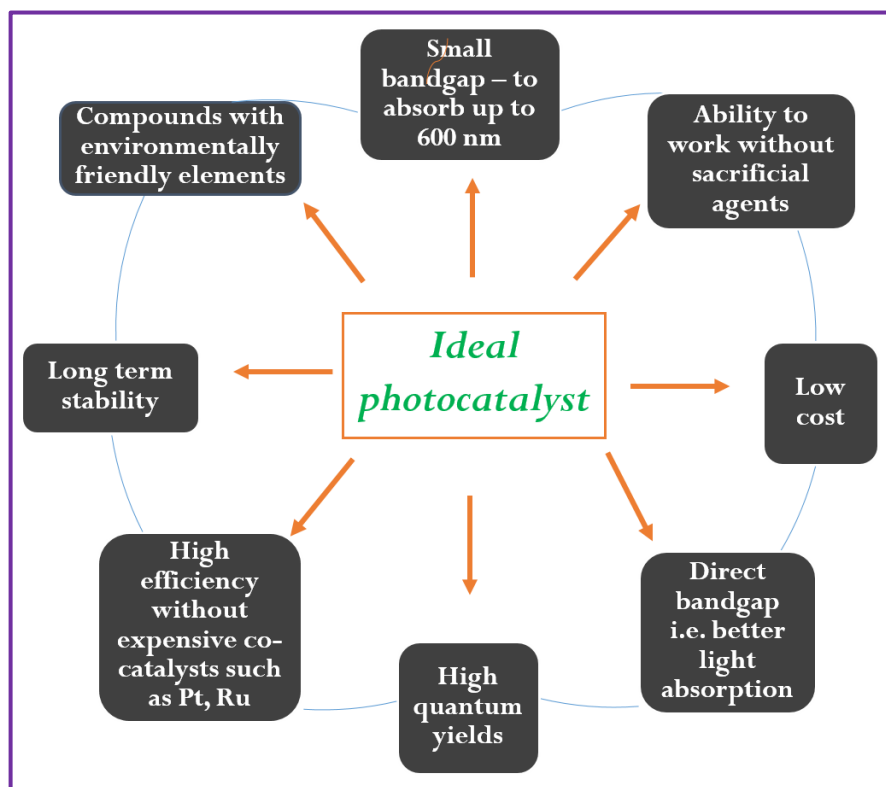 Small
bandgap – to
absorb up to
600 nm
Compounds with
environmentally
friendly elements
Ability to
work without
sacrificial
agents
Ideal
photocatalyst
Long term
stability
Low
cost
High
efficiency
without
expensive co-
catalysts such
as Pt, Ru
High
quantum
yields
Direct
bandgap
i.e. better
light
absorption